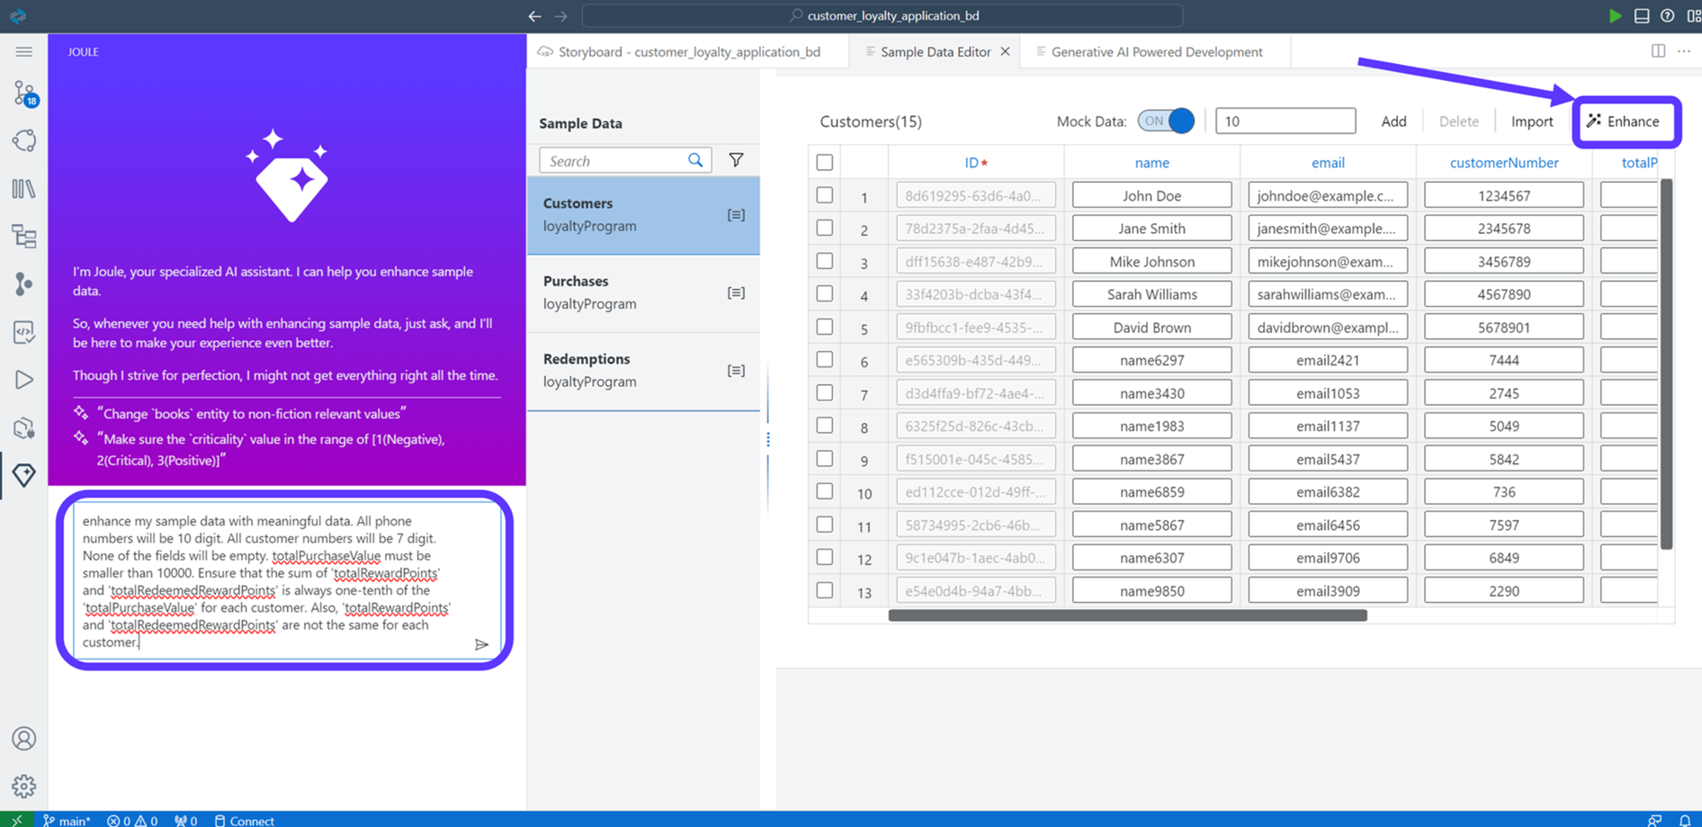 customer_loyalty_application_bd
JOULE
Storyboard - customer_loyalty_application_bd
Sample Data Editor
Generative AI Powered Development
18
I'm Joule, your specialized AI assistant. I can help you enhance sample
data.
So, whenever you need help with enhancing sample data, just ask, and I'll
be here to make your experience even better.
Though I strive for perfection, I might not get everything right all the time.
"Change `books` entity to non-fiction relevant values"
"Make sure the `criticality` value in the range of [1(Negative),
2(Critical), 3(Positive)]"
enhance my sample data with meaningful data. All phone
numbers will be 10 digit. All customer numbers will be 7 digit.
None of the fields will be empty. totalPurchaseValue must be
smaller than 10000. Ensure that the sum of 'totalRewardPoints'
and 'totalRedeemedRewardPoints' is always one-tenth of the
'totalPurchaseValue' for each customer. Also, 'totalRewardPoints'
and 'totalRedeemedRewardPoints' are not the same for each
customer.
Sample Data
Search
Customers
loyaltyProgram
Purchases
loyaltyProgram
Redemptions
loyaltyProgram
Customers(15)
Mock Data: ON 10 Add Delete Import Enhance
ID* name email customerNumber totalP
1 8d619295-63d6-4a0... John Doe johndoe@example.c... 1234567
2 78d2375a-2faa-4d45... Jane Smith janesmith@example.... 2345678
3 dff15638-e487-42b9... Mike Johnson mikejohnson@exam... 3456789
4 33f4203b-dcba-43f4... Sarah Williams sarahwilliams@exam... 4567890
5 9fbfbcc1-fee9-4535-... David Brown davidbrown@exampl... 5678901
6 e565309b-435d-449... name6297 email2421 7444
7 d3d4ffa9-bf72-4ae4-... name3430 email1053 2745
8 6325f25d-826c-43cb... name1983 email1137 5049
9 f515001e-045c-4585... name3867 email5437 5842
10 ed112cce-012d-49ff-... name6859 email6382 736
11 58734995-2cb6-46b... name5867 email6456 7597
12 9c1e047b-1aec-4ab0... name6307 email9706 6849
13 e54e0d4b-94a7-4bb... name9850 email3909 2290
main* 0 0 0 Connect